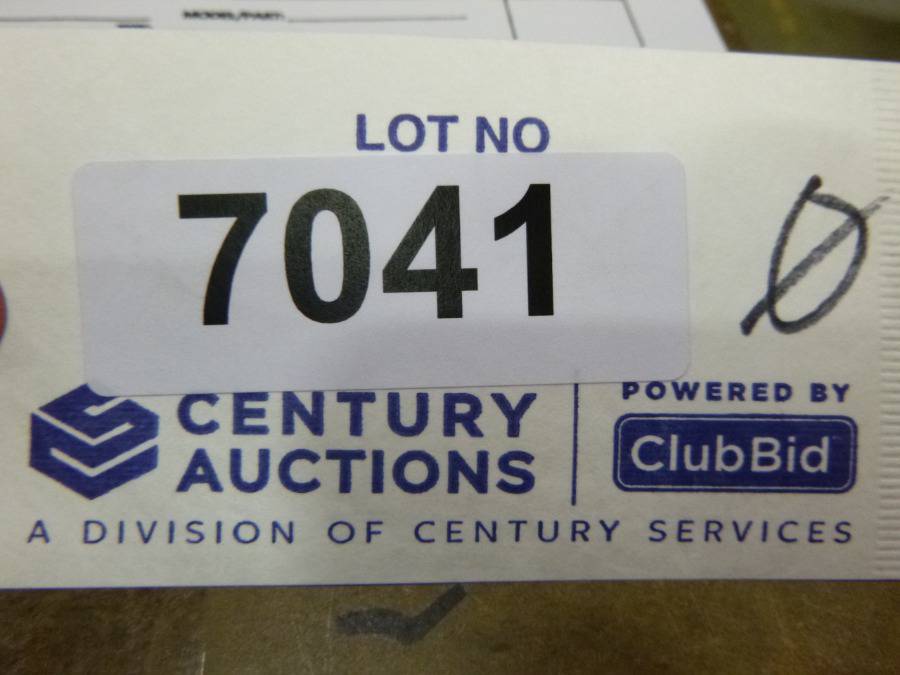 MODEL/PART:
LOT NO
7041
Ø
CENTURY
AUCTIONS
POWERED BY
ClubBid
A DIVISION OF CENTURY SERVICES